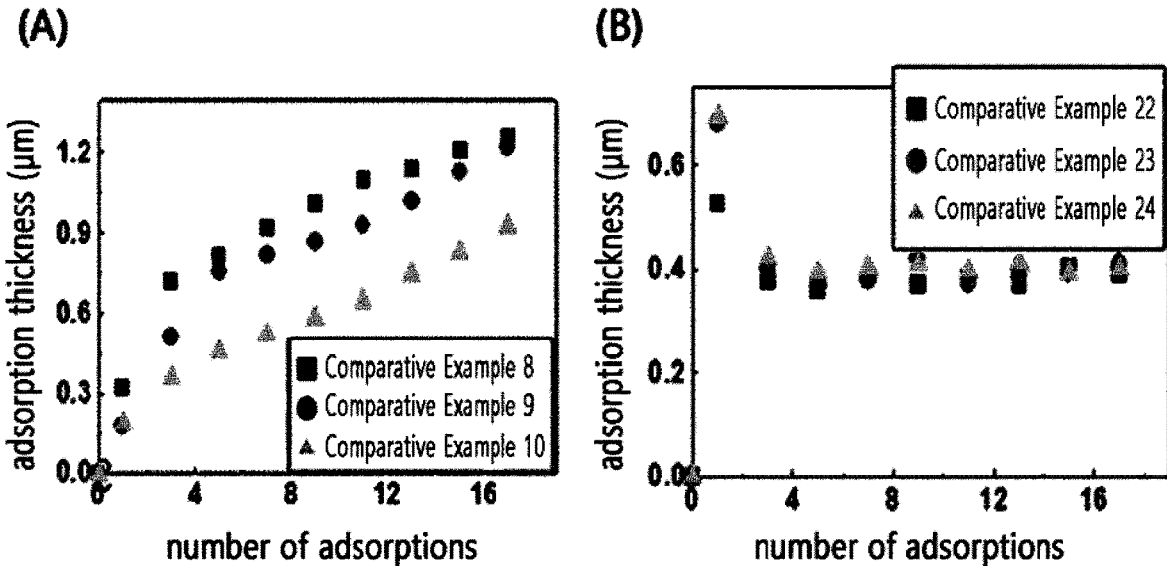 (A)
adsorption thickness (μm)
1.2
0.9
0.6
0.3
0.0
0
4
8
12
16
number of adsorptions
Comparative Example 8
Comparative Example 9
Comparative Example 10
(B)
adsorption thickness (μm)
0.6
0.4
0.2
0.0
0
4
8
12
16
number of adsorptions
Comparative Example 22
Comparative Example 23
Comparative Example 24